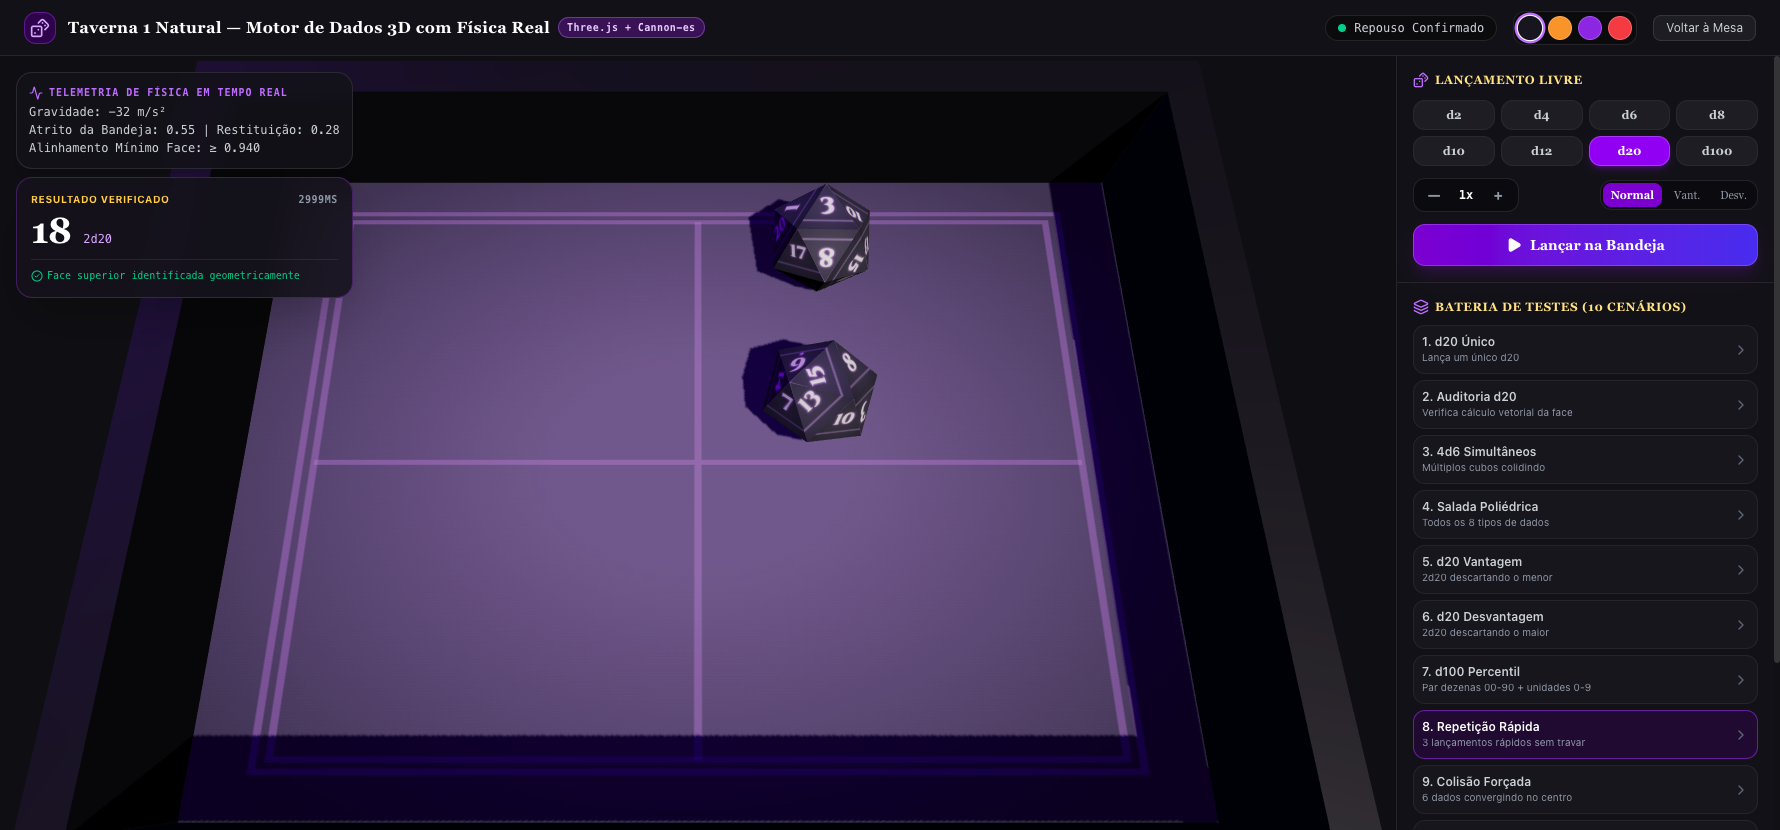 Taverna 1 Natural — Motor de Dados 3D com Física Real
Three.js + Cannon-es
Repouso Confirmado
Voltar à Mesa
TELEMETRIA DE FÍSICA EM TEMPO REAL
Gravidade: −32 m/s²
Atrito da Bandeja: 0.55 | Restituição: 0.28
Alinhamento Mínimo Face: ≥ 0.940
RESULTADO VERIFICADO
2999MS
18 2d20
Face superior identificada geometricamente
3
17
8
15
9
15
8
7
13
10
LANÇAMENTO LIVRE
d2
d4
d6
d8
d10
d12
d20
d100
— 1x +
Normal
Vant.
Desv.
Lançar na Bandeja
BATERIA DE TESTES (10 CENÁRIOS)
1. d20 Único
Lança um único d20
2. Auditoria d20
Verifica cálculo vetorial da face
3. 4d6 Simultâneos
Múltiplos cubos colidindo
4. Salada Poliédrica
Todos os 8 tipos de dados
5. d20 Vantagem
2d20 descartando o menor
6. d20 Desvantagem
2d20 descartando o maior
7. d100 Percentil
Par dezenas 00-90 + unidades 0-9
8. Repetição Rápida
3 lançamentos rápidos sem travar
9. Colisão Forçada
6 dados convergindo no centro